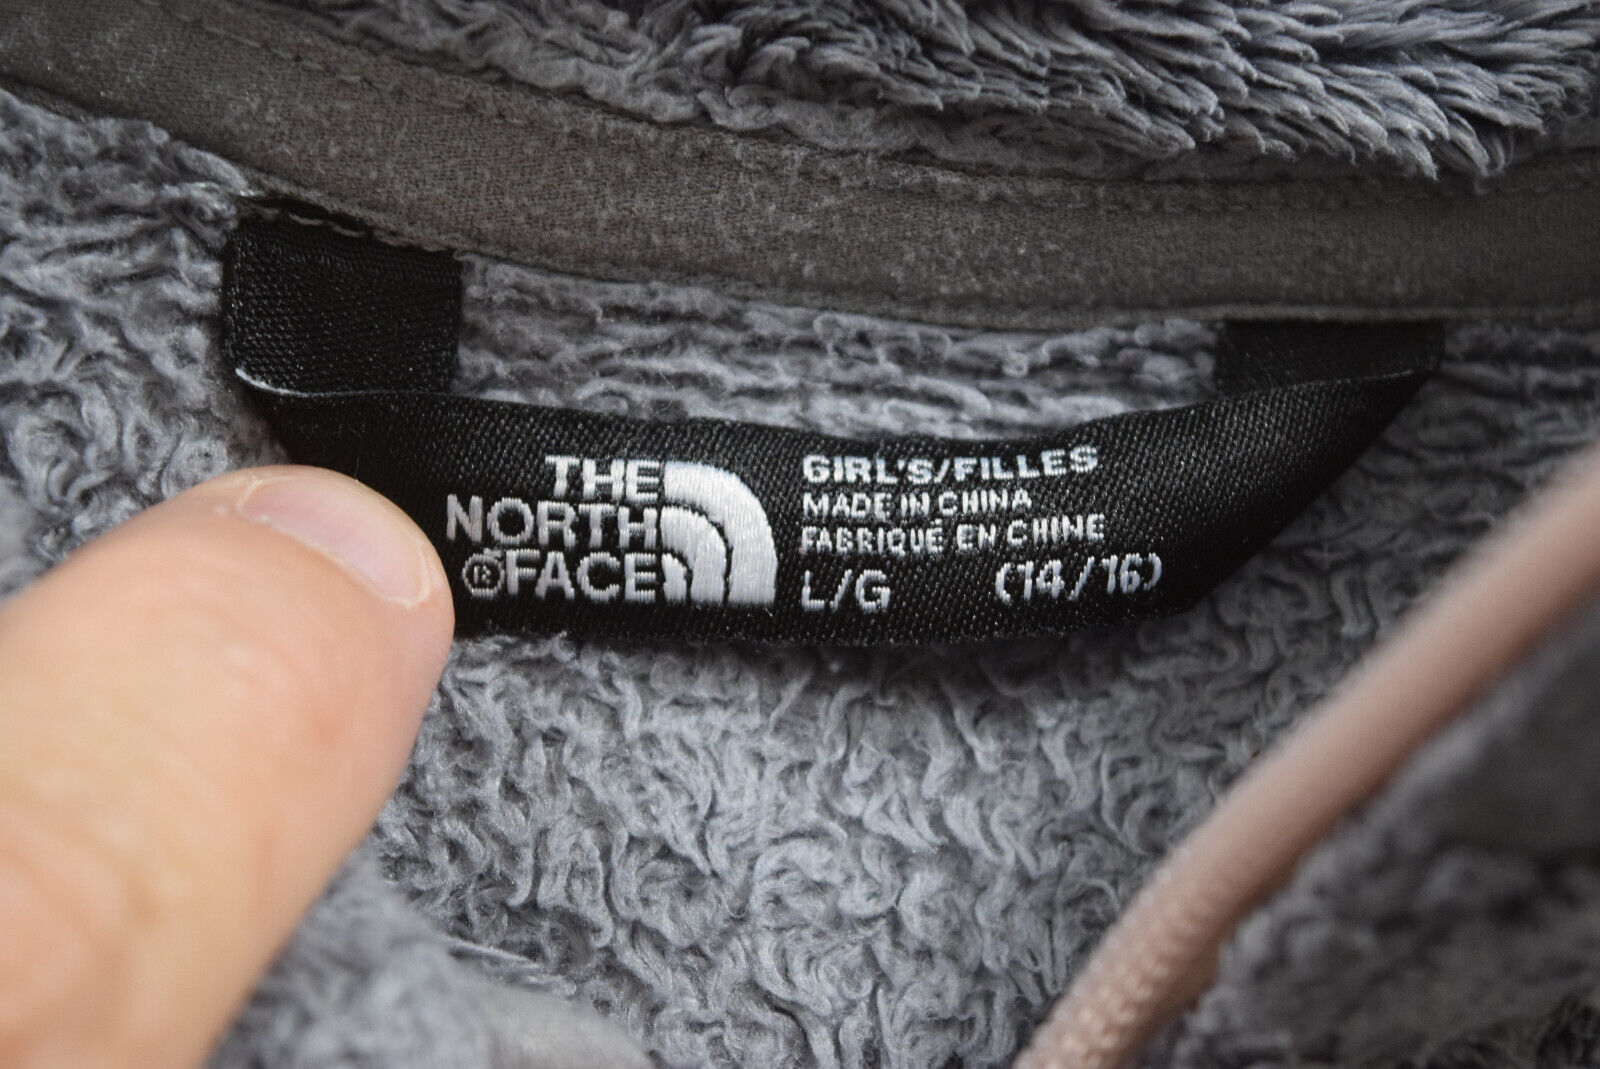 THE
NORTH
®FACE
GIRL'S/FILLES
MADE IN CHINA
FABRIQUÉ EN CHINE
L/G (14/16)